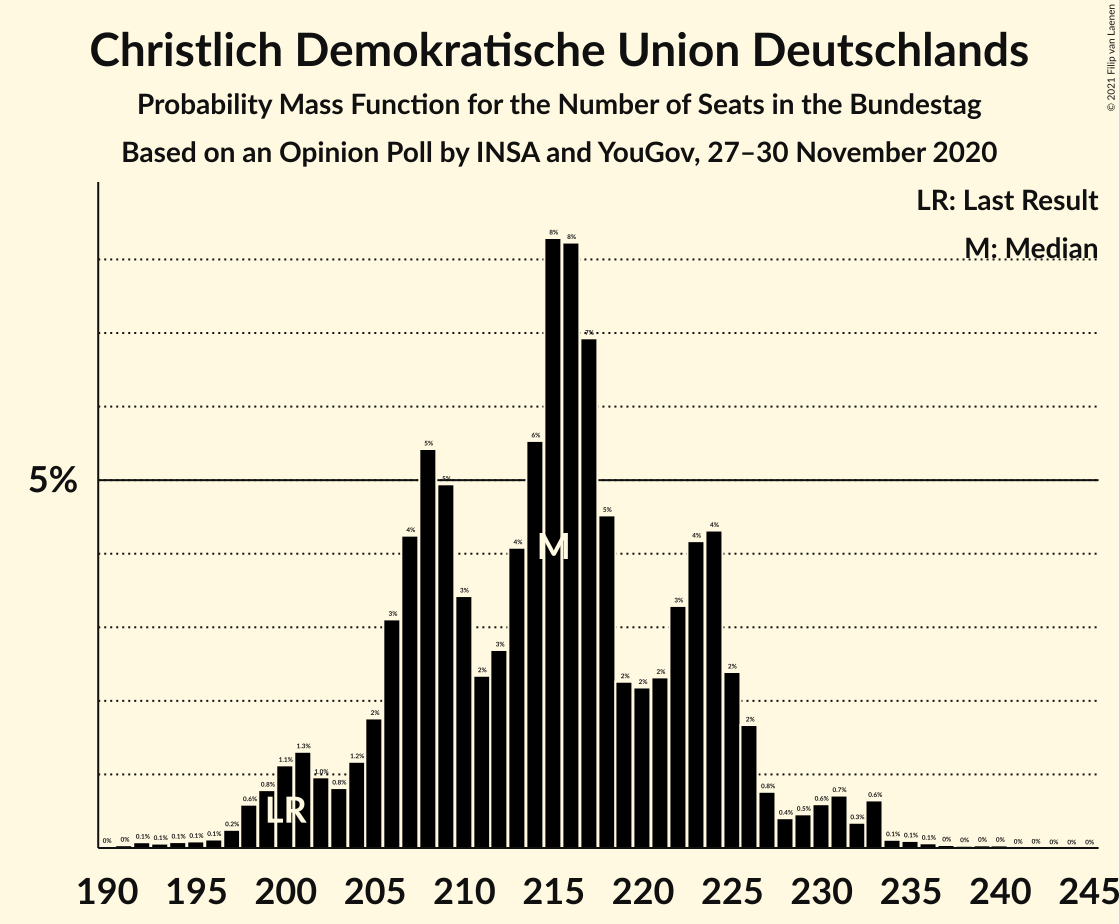 Christlich Demokratische Union Deutschlands
Probability Mass Function for the Number of Seats in the Bundestag
Based on an Opinion Poll by INSA and YouGov, 27–30 November 2020
© 2021 Filip van Laenen
LR: Last Result
M: Median
5%
0% 0% 0.1% 0.1% 0.1% 0.1% 0.1% 0.2% 0.6% 0.8% 1.1% 1.3% 1.0% 0.8% 1.2% 2% 3% 4% 5% 5% 3% 2% 3% 4% 6% 8% 8% 7% 5% 2% 2% 2% 3% 4% 4% 2% 2% 0.8% 0.4% 0.5% 0.6% 0.7% 0.3% 0.6% 0.1% 0.1% 0.1% 0% 0% 0% 0% 0% 0% 0% 0% 0%
M
LR
190 195 200 205 210 215 220 225 230 235 240 245